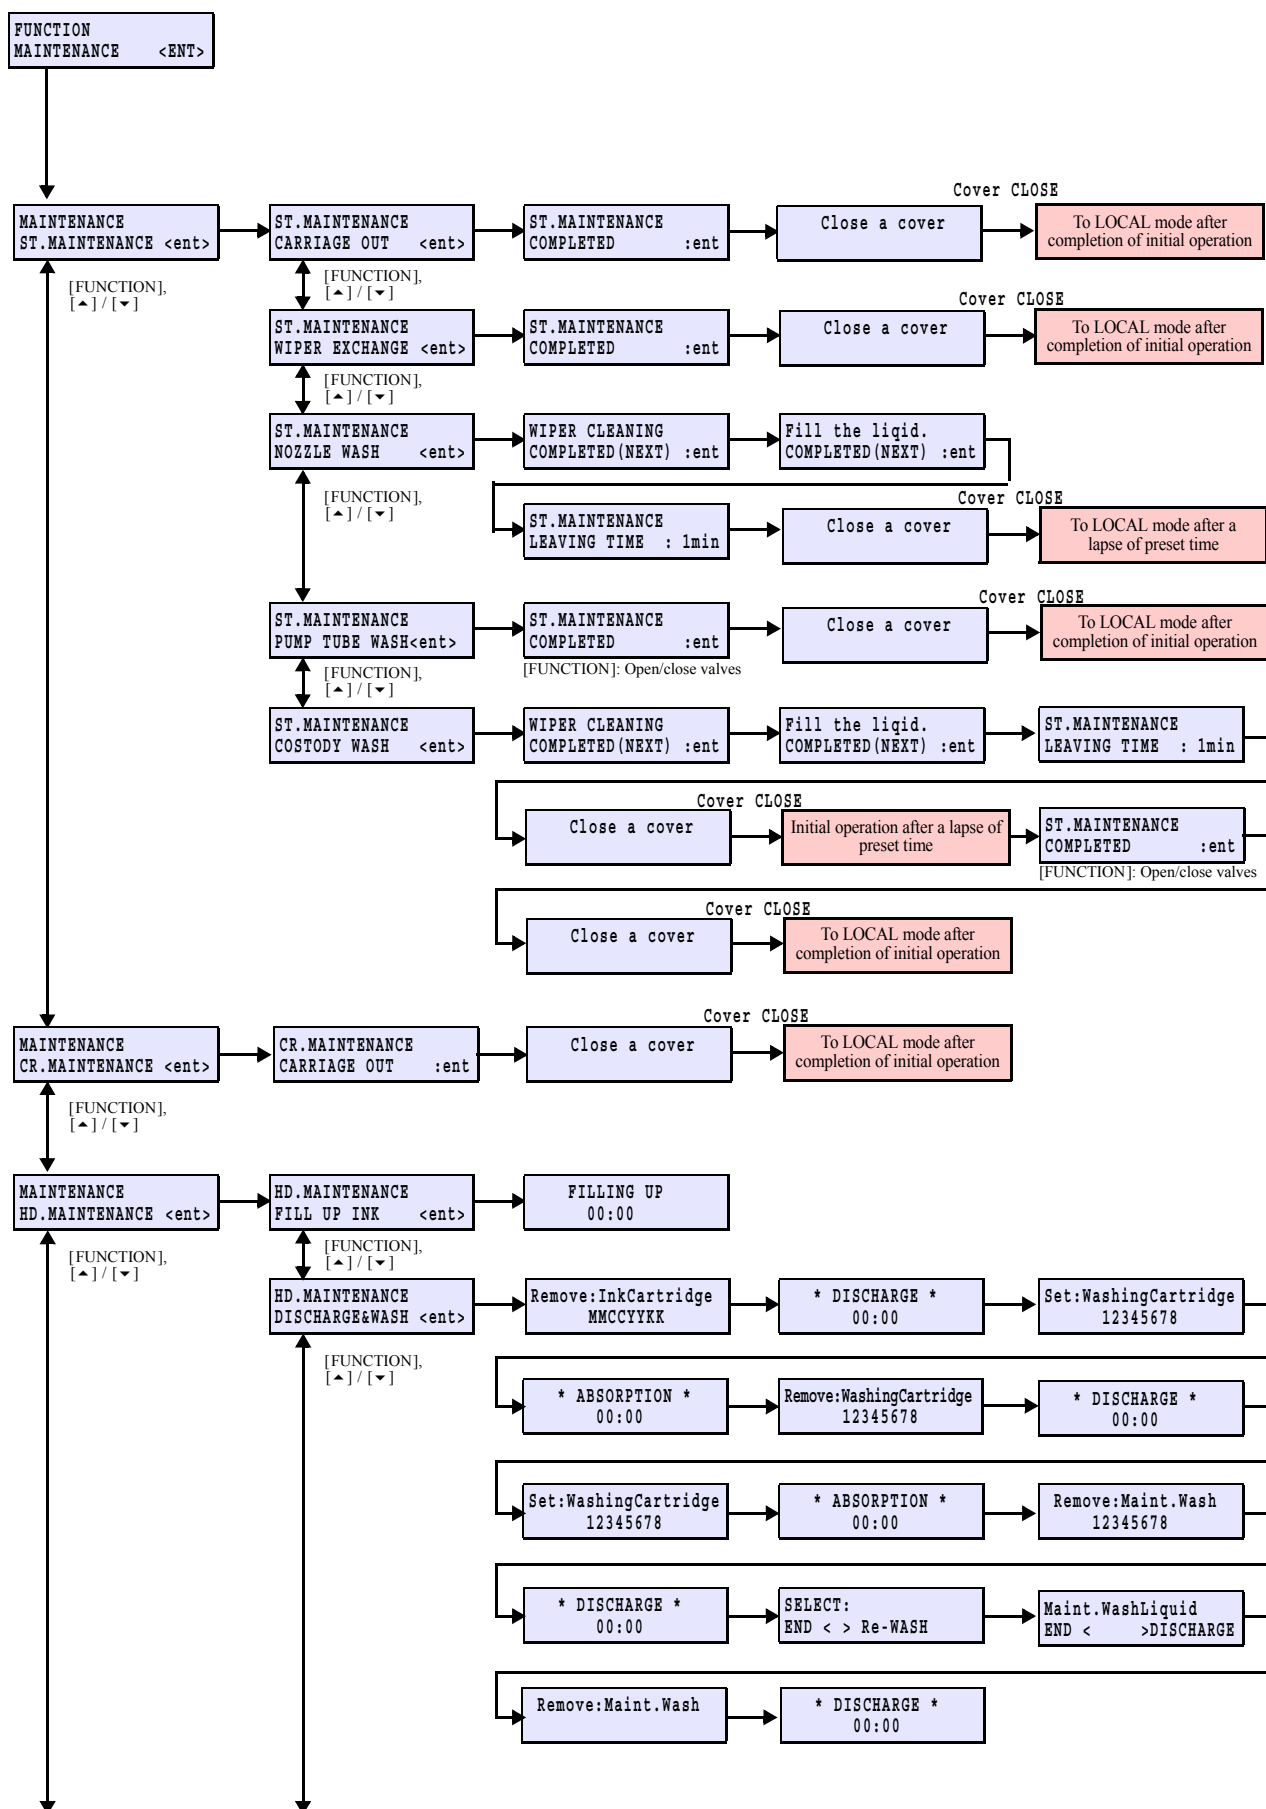 FUNCTION
MAINTENANCE <ENT>
Cover CLOSE
MAINTENANCE
ST.MAINTENANCE <ent>
ST.MAINTENANCE
CARRIAGE OUT <ent>
ST.MAINTENANCE
COMPLETED :ent
Close a cover
To LOCAL mode after
completion of initial operation
[FUNCTION],
[▲] / [▼]
[FUNCTION],
[▲] / [▼]
Cover CLOSE
ST.MAINTENANCE
WIPER EXCHANGE <ent>
ST.MAINTENANCE
COMPLETED :ent
Close a cover
To LOCAL mode after
completion of initial operation
[FUNCTION],
[▲] / [▼]
ST.MAINTENANCE
NOZZLE WASH <ent>
WIPER CLEANING
COMPLETED(NEXT) :ent
Fill the liqid.
COMPLETED(NEXT) :ent
[FUNCTION],
[▲] / [▼]
Cover CLOSE
ST.MAINTENANCE
LEAVING TIME : 1min
Close a cover
To LOCAL mode after a
lapse of preset time
Cover CLOSE
ST.MAINTENANCE
PUMP TUBE WASH<ent>
ST.MAINTENANCE
COMPLETED :ent
Close a cover
To LOCAL mode after
completion of initial operation
[FUNCTION]: Open/close valves
[FUNCTION],
[▲] / [▼]
ST.MAINTENANCE
COSTODY WASH <ent>
WIPER CLEANING
COMPLETED(NEXT) :ent
Fill the liqid.
COMPLETED(NEXT) :ent
ST.MAINTENANCE
LEAVING TIME : 1min
Cover CLOSE
Close a cover
Initial operation after a lapse of
preset time
ST.MAINTENANCE
COMPLETED :ent
[FUNCTION]: Open/close valves
Cover CLOSE
Close a cover
To LOCAL mode after
completion of initial operation
Cover CLOSE
MAINTENANCE
CR.MAINTENANCE <ent>
CR.MAINTENANCE
CARRIAGE OUT :ent
Close a cover
To LOCAL mode after
completion of initial operation
[FUNCTION],
[▲] / [▼]
MAINTENANCE
HD.MAINTENANCE <ent>
HD.MAINTENANCE
FILL UP INK <ent>
FILLING UP
00:00
[FUNCTION],
[▲] / [▼]
[FUNCTION],
[▲] / [▼]
HD.MAINTENANCE
DISCHARGE&WASH <ent>
Remove:InkCartridge
MMCCYYKK
* DISCHARGE *
00:00
Set:WashingCartridge
12345678
[FUNCTION],
[▲] / [▼]
* ABSORPTION *
00:00
Remove:WashingCartridge
12345678
* DISCHARGE *
00:00
Set:WashingCartridge
12345678
* ABSORPTION *
00:00
Remove:Maint.Wash
12345678
* DISCHARGE *
00:00
SELECT:
END < > Re-WASH
Maint.WashLiquid
END < >DISCHARGE
Remove:Maint.Wash
* DISCHARGE *
00:00